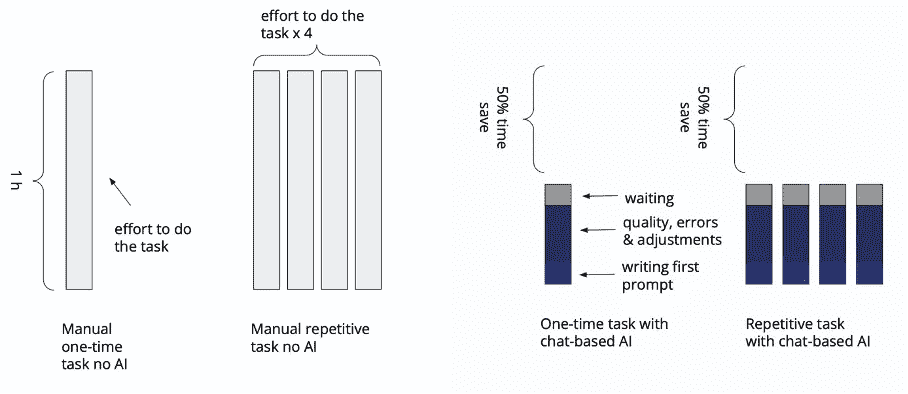 effort to do the
task x 4
1 h
effort to do
the task
Manual
one-time
task no AI
Manual repetitive
task no AI
50% time
save
50% time
save
waiting
quality, errors
& adjustments
writing first
prompt
One-time task with
chat-based AI
Repetitive task
with chat-based AI